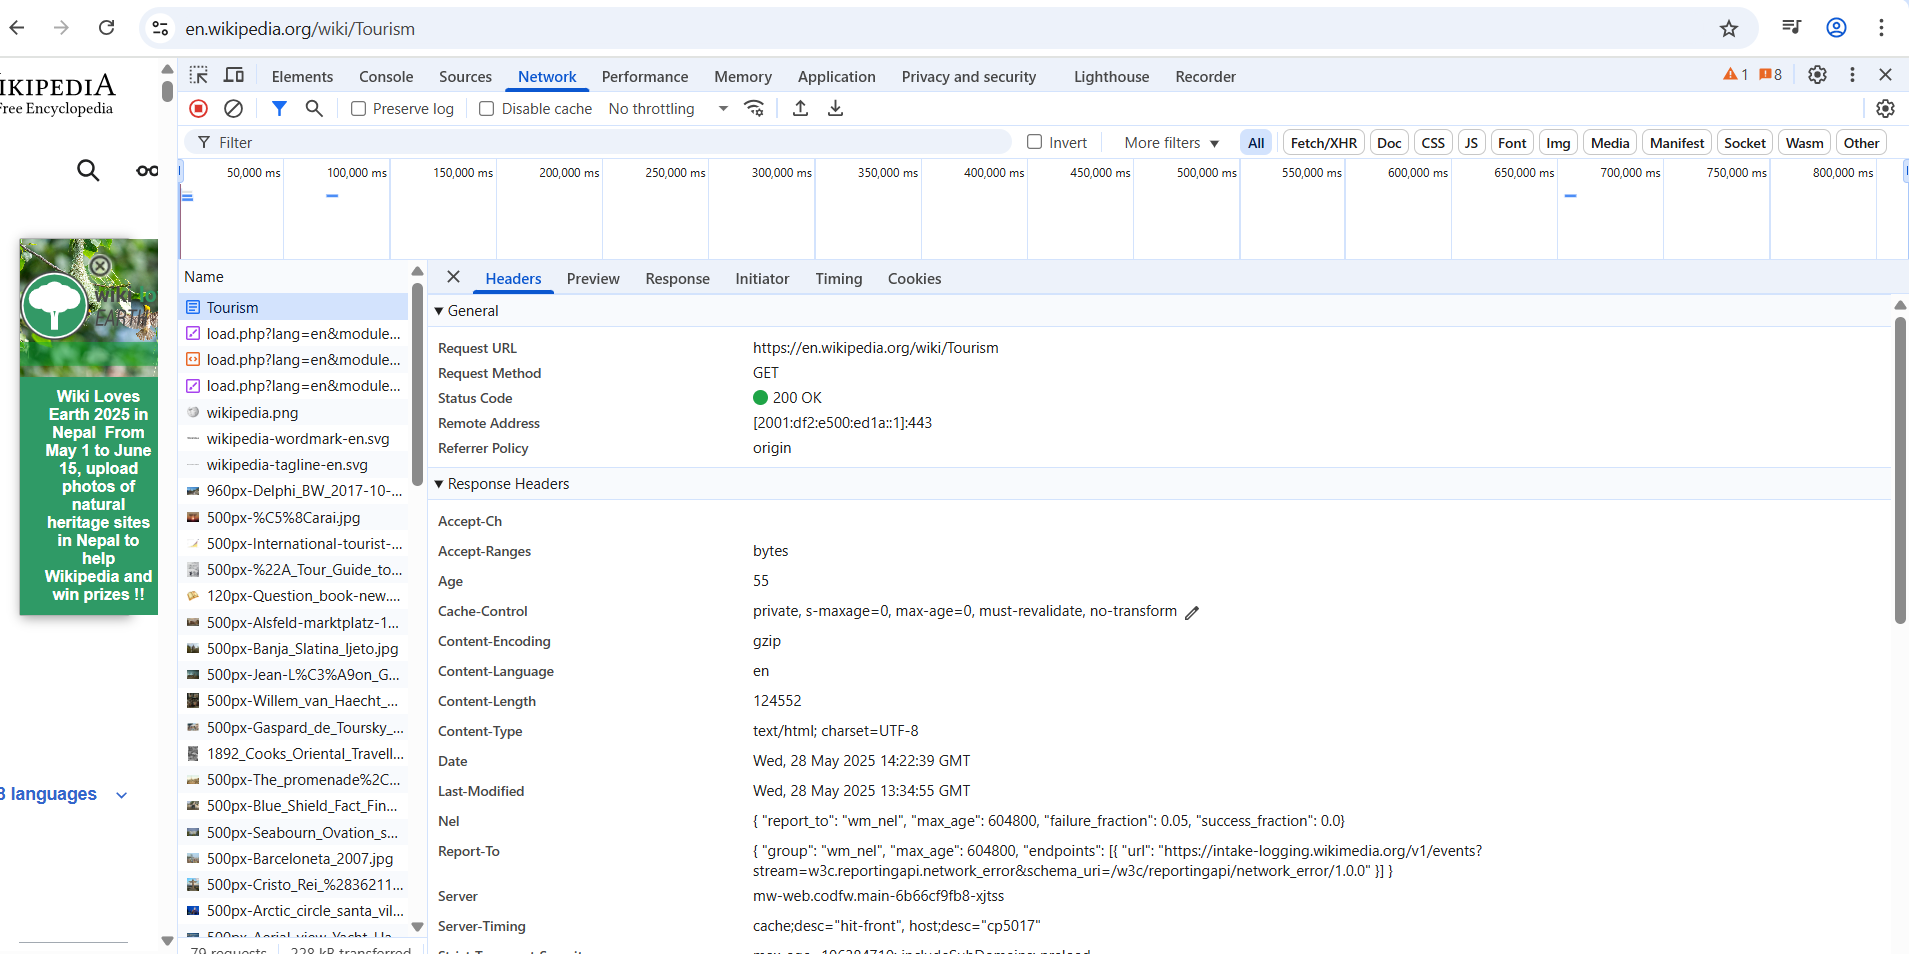 en.wikipedia.org/wiki/Tourism
IKIPEDIA
Free Encyclopedia
Wiki Loves
Earth 2025 in
Nepal From
May 1 to June
15, upload
photos of
natural
heritage sites
in Nepal to
help
Wikipedia and
win prizes !!
languages
Elements Console Sources Network Performance Memory Application Privacy and security Lighthouse Recorder 1 8
Preserve log Disable cache No throttling
Filter Invert More filters All Fetch/XHR Doc CSS JS Font Img Media Manifest Socket Wasm Other
50,000 ms 100,000 ms 150,000 ms 200,000 ms 250,000 ms 300,000 ms 350,000 ms 400,000 ms 450,000 ms 500,000 ms 550,000 ms 600,000 ms 650,000 ms 700,000 ms 750,000 ms 800,000 ms
Name
Tourism
load.php?lang=en&module...
load.php?lang=en&module...
load.php?lang=en&module...
wikipedia.png
wikipedia-wordmark-en.svg
wikipedia-tagline-en.svg
960px-Delphi_BW_2017-10-...
500px-%C5%8Carai.jpg
500px-International-tourist-...
500px-%22A_Tour_Guide_to...
120px-Question_book-new....
500px-Alsfeld-marktplatz-1...
500px-Banja_Slatina_ljeto.jpg
500px-Jean-L%C3%A9on_G...
500px-Willem_van_Haecht_...
500px-Gaspard_de_Toursky_...
1892_Cooks_Oriental_Travell...
500px-The_promenade%2C...
500px-Blue_Shield_Fact_Fin...
500px-Seabourn_Ovation_s...
500px-Barceloneta_2007.jpg
500px-Cristo_Rei_%2836211...
500px-Arctic_circle_santa_vil...
79 requests 228 kB transferred
Headers Preview Response Initiator Timing Cookies
General
Request URL https://en.wikipedia.org/wiki/Tourism
Request Method GET
Status Code 200 OK
Remote Address [2001:df2:e500:ed1a::1]:443
Referrer Policy origin
Response Headers
Accept-Ch
Accept-Ranges bytes
Age 55
Cache-Control private, s-maxage=0, max-age=0, must-revalidate, no-transform
Content-Encoding gzip
Content-Language en
Content-Length 124552
Content-Type text/html; charset=UTF-8
Date Wed, 28 May 2025 14:22:39 GMT
Last-Modified Wed, 28 May 2025 13:34:55 GMT
Nel { "report_to": "wm_nel", "max_age": 604800, "failure_fraction": 0.05, "success_fraction": 0.0}
Report-To { "group": "wm_nel", "max_age": 604800, "endpoints": [{ "url": "https://intake-logging.wikimedia.org/v1/events?
stream=w3c.reportingapi.network_error&schema_uri=/w3c/reportingapi/network_error/1.0.0" }] }
Server mw-web.codfw.main-6b66cf9fb8-xjtss
Server-Timing cache;desc="hit-front", host;desc="cp5017"